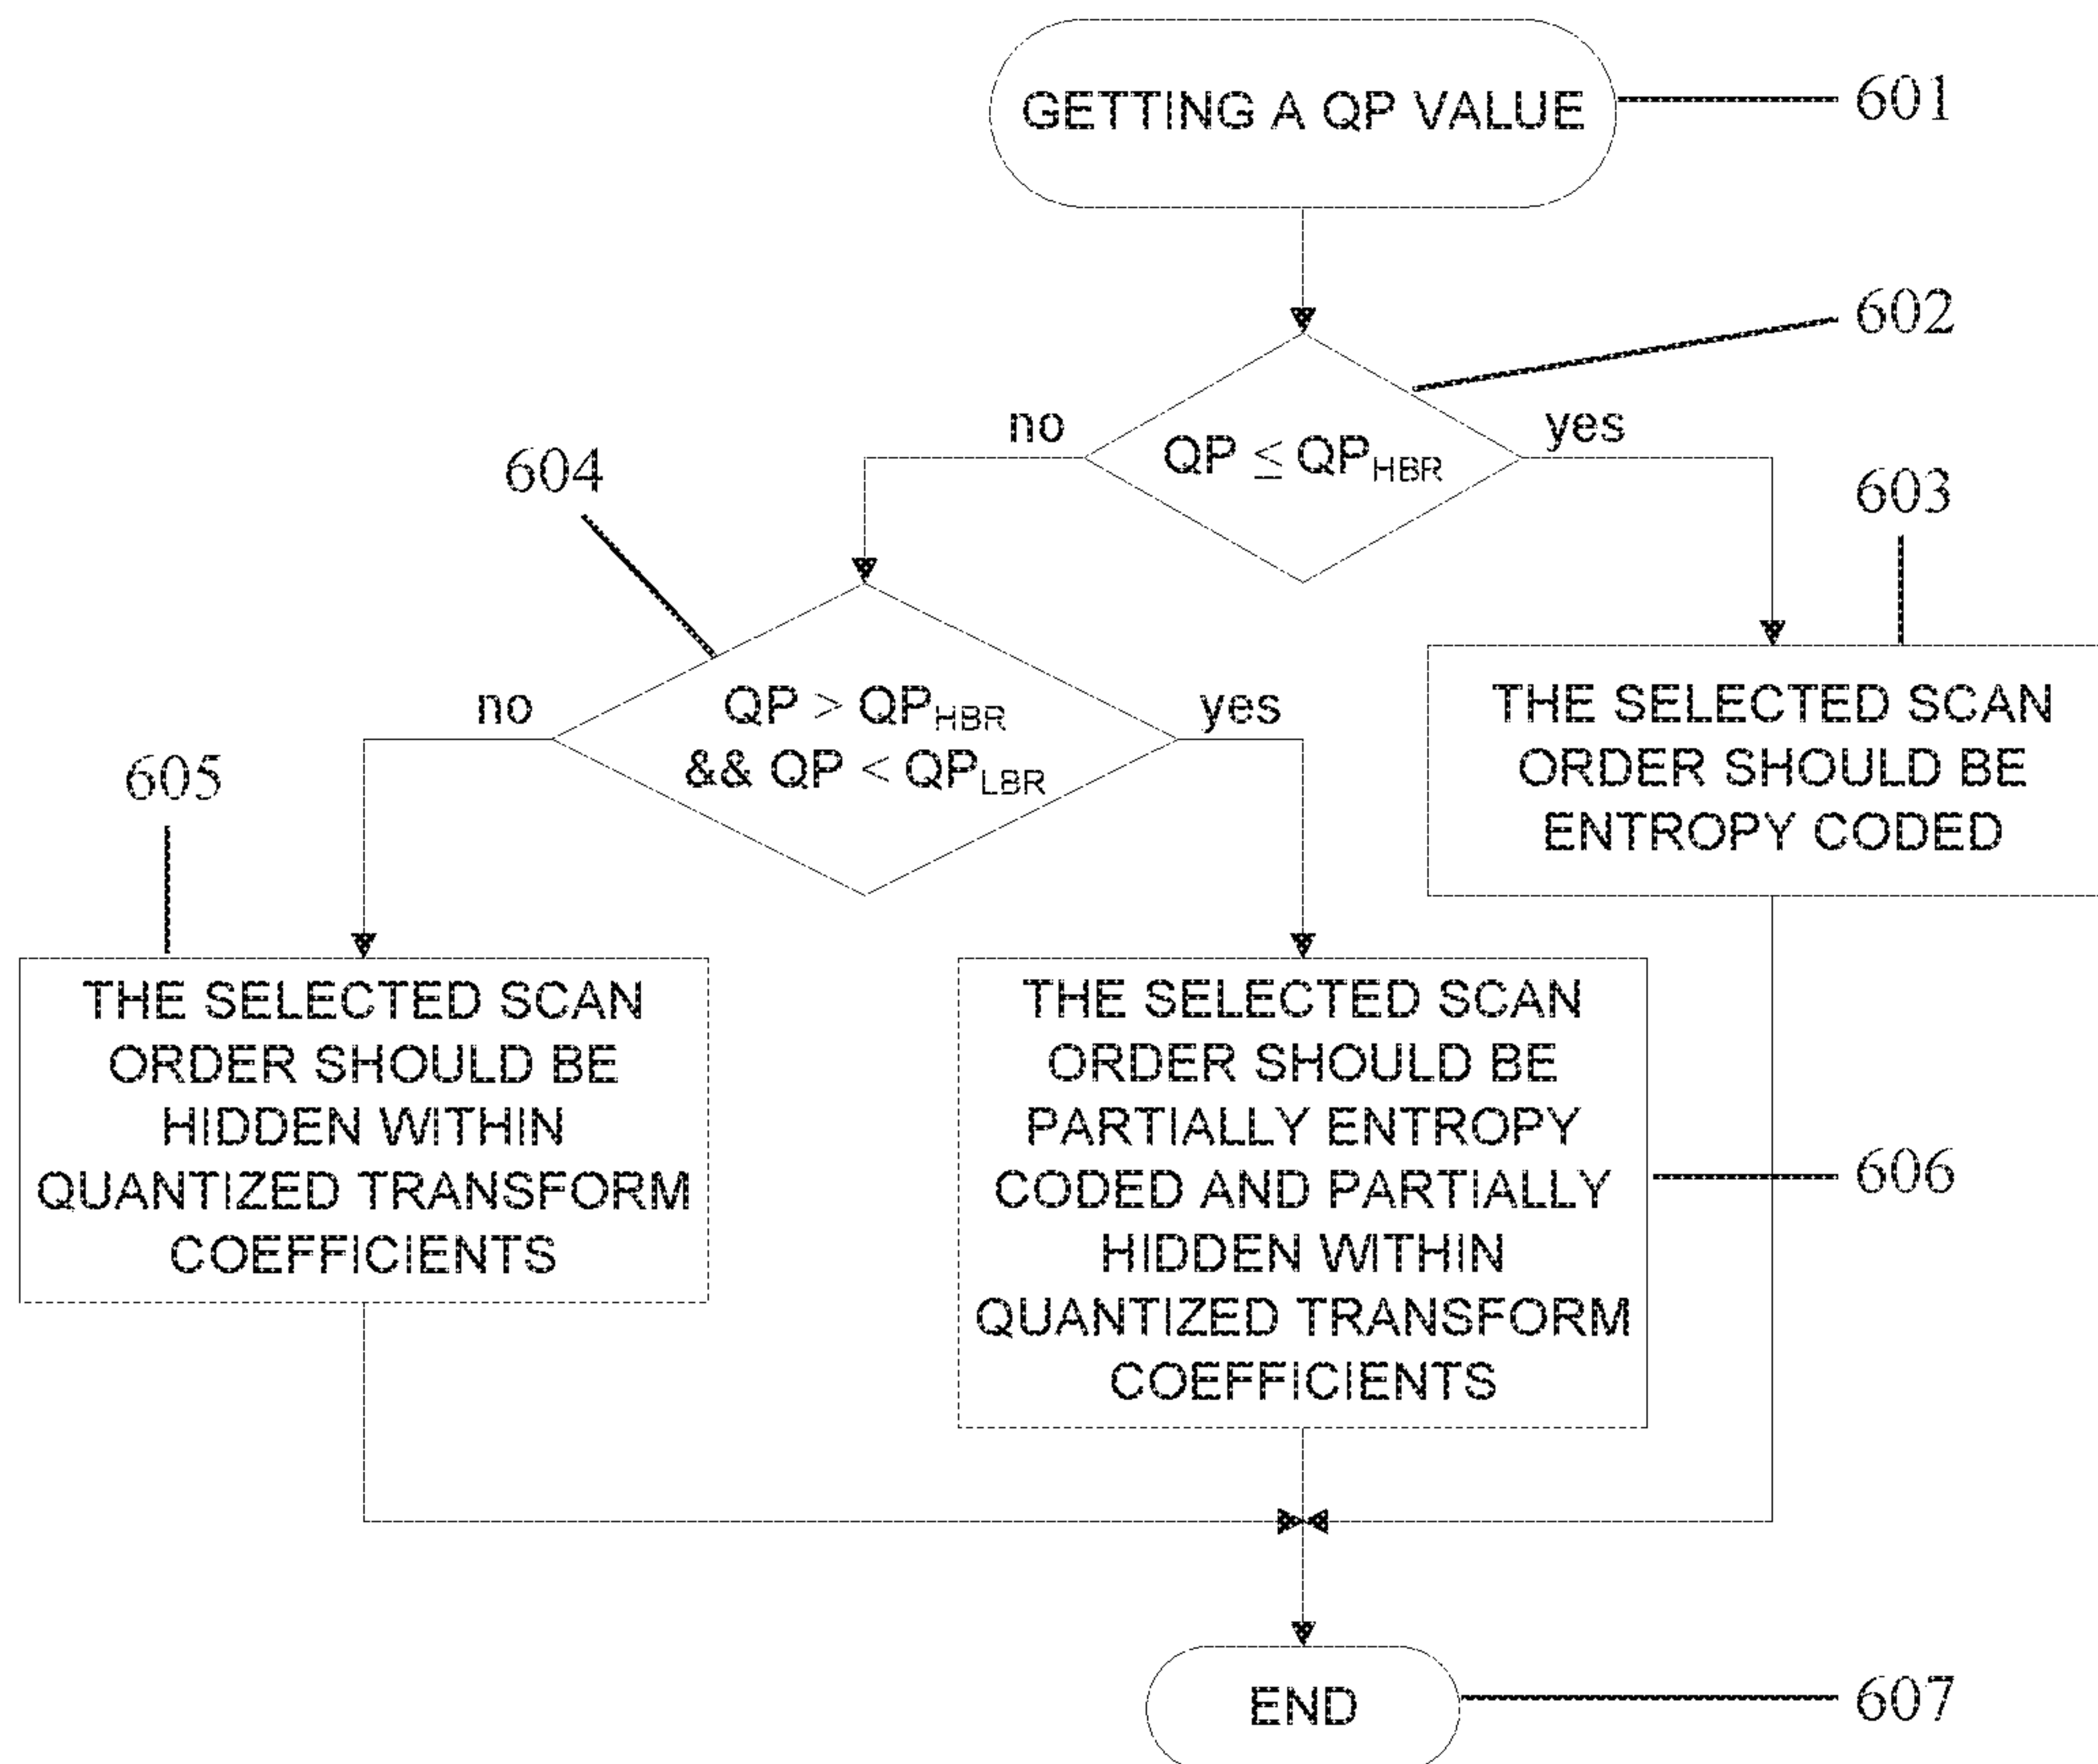 GETTING A QP VALUE
601
602
no
QP ≤ QPHBR
yes
603
604
no
QP > QPHBR
&& QP < QPLBR
yes
THE SELECTED SCAN
ORDER SHOULD BE
ENTROPY CODED
605
THE SELECTED SCAN
ORDER SHOULD BE
HIDDEN WITHIN
QUANTIZED TRANSFORM
COEFFICIENTS
THE SELECTED SCAN
ORDER SHOULD BE
PARTIALLY ENTROPY
CODED AND PARTIALLY
HIDDEN WITHIN
QUANTIZED TRANSFORM
COEFFICIENTS
606
END
607